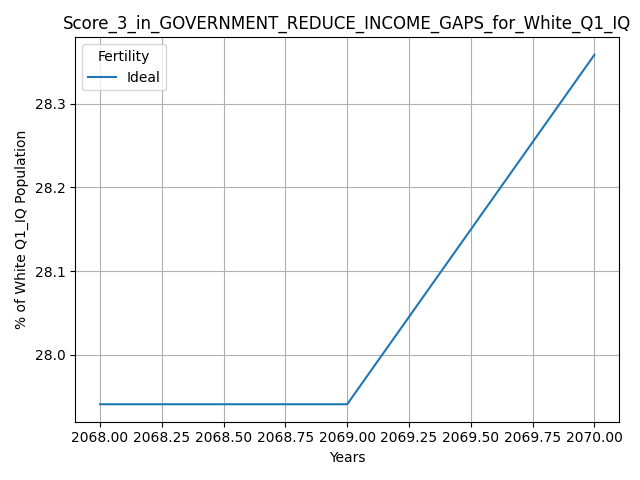 Score_3_in_GOVERNMENT_REDUCE_INCOME_GAPS_for_White_Q1_IQ
Fertility
Ideal
% of White Q1_IQ Population
28.3
28.2
28.1
28.0
2068.00 2068.25 2068.50 2068.75 2069.00 2069.25 2069.50 2069.75 2070.00
Years